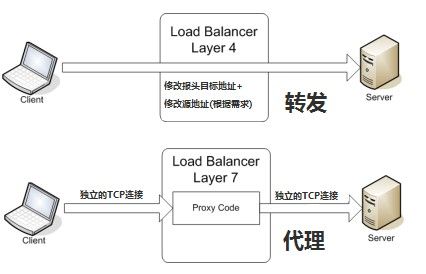 Load Balancer
Layer 4
修改报头目标地址+
修改源地址(根据需求)
转发
Client
Server
Load Balancer
Layer 7
独立的TCP连接
Proxy Code
独立的TCP连接
代理
Client
Server